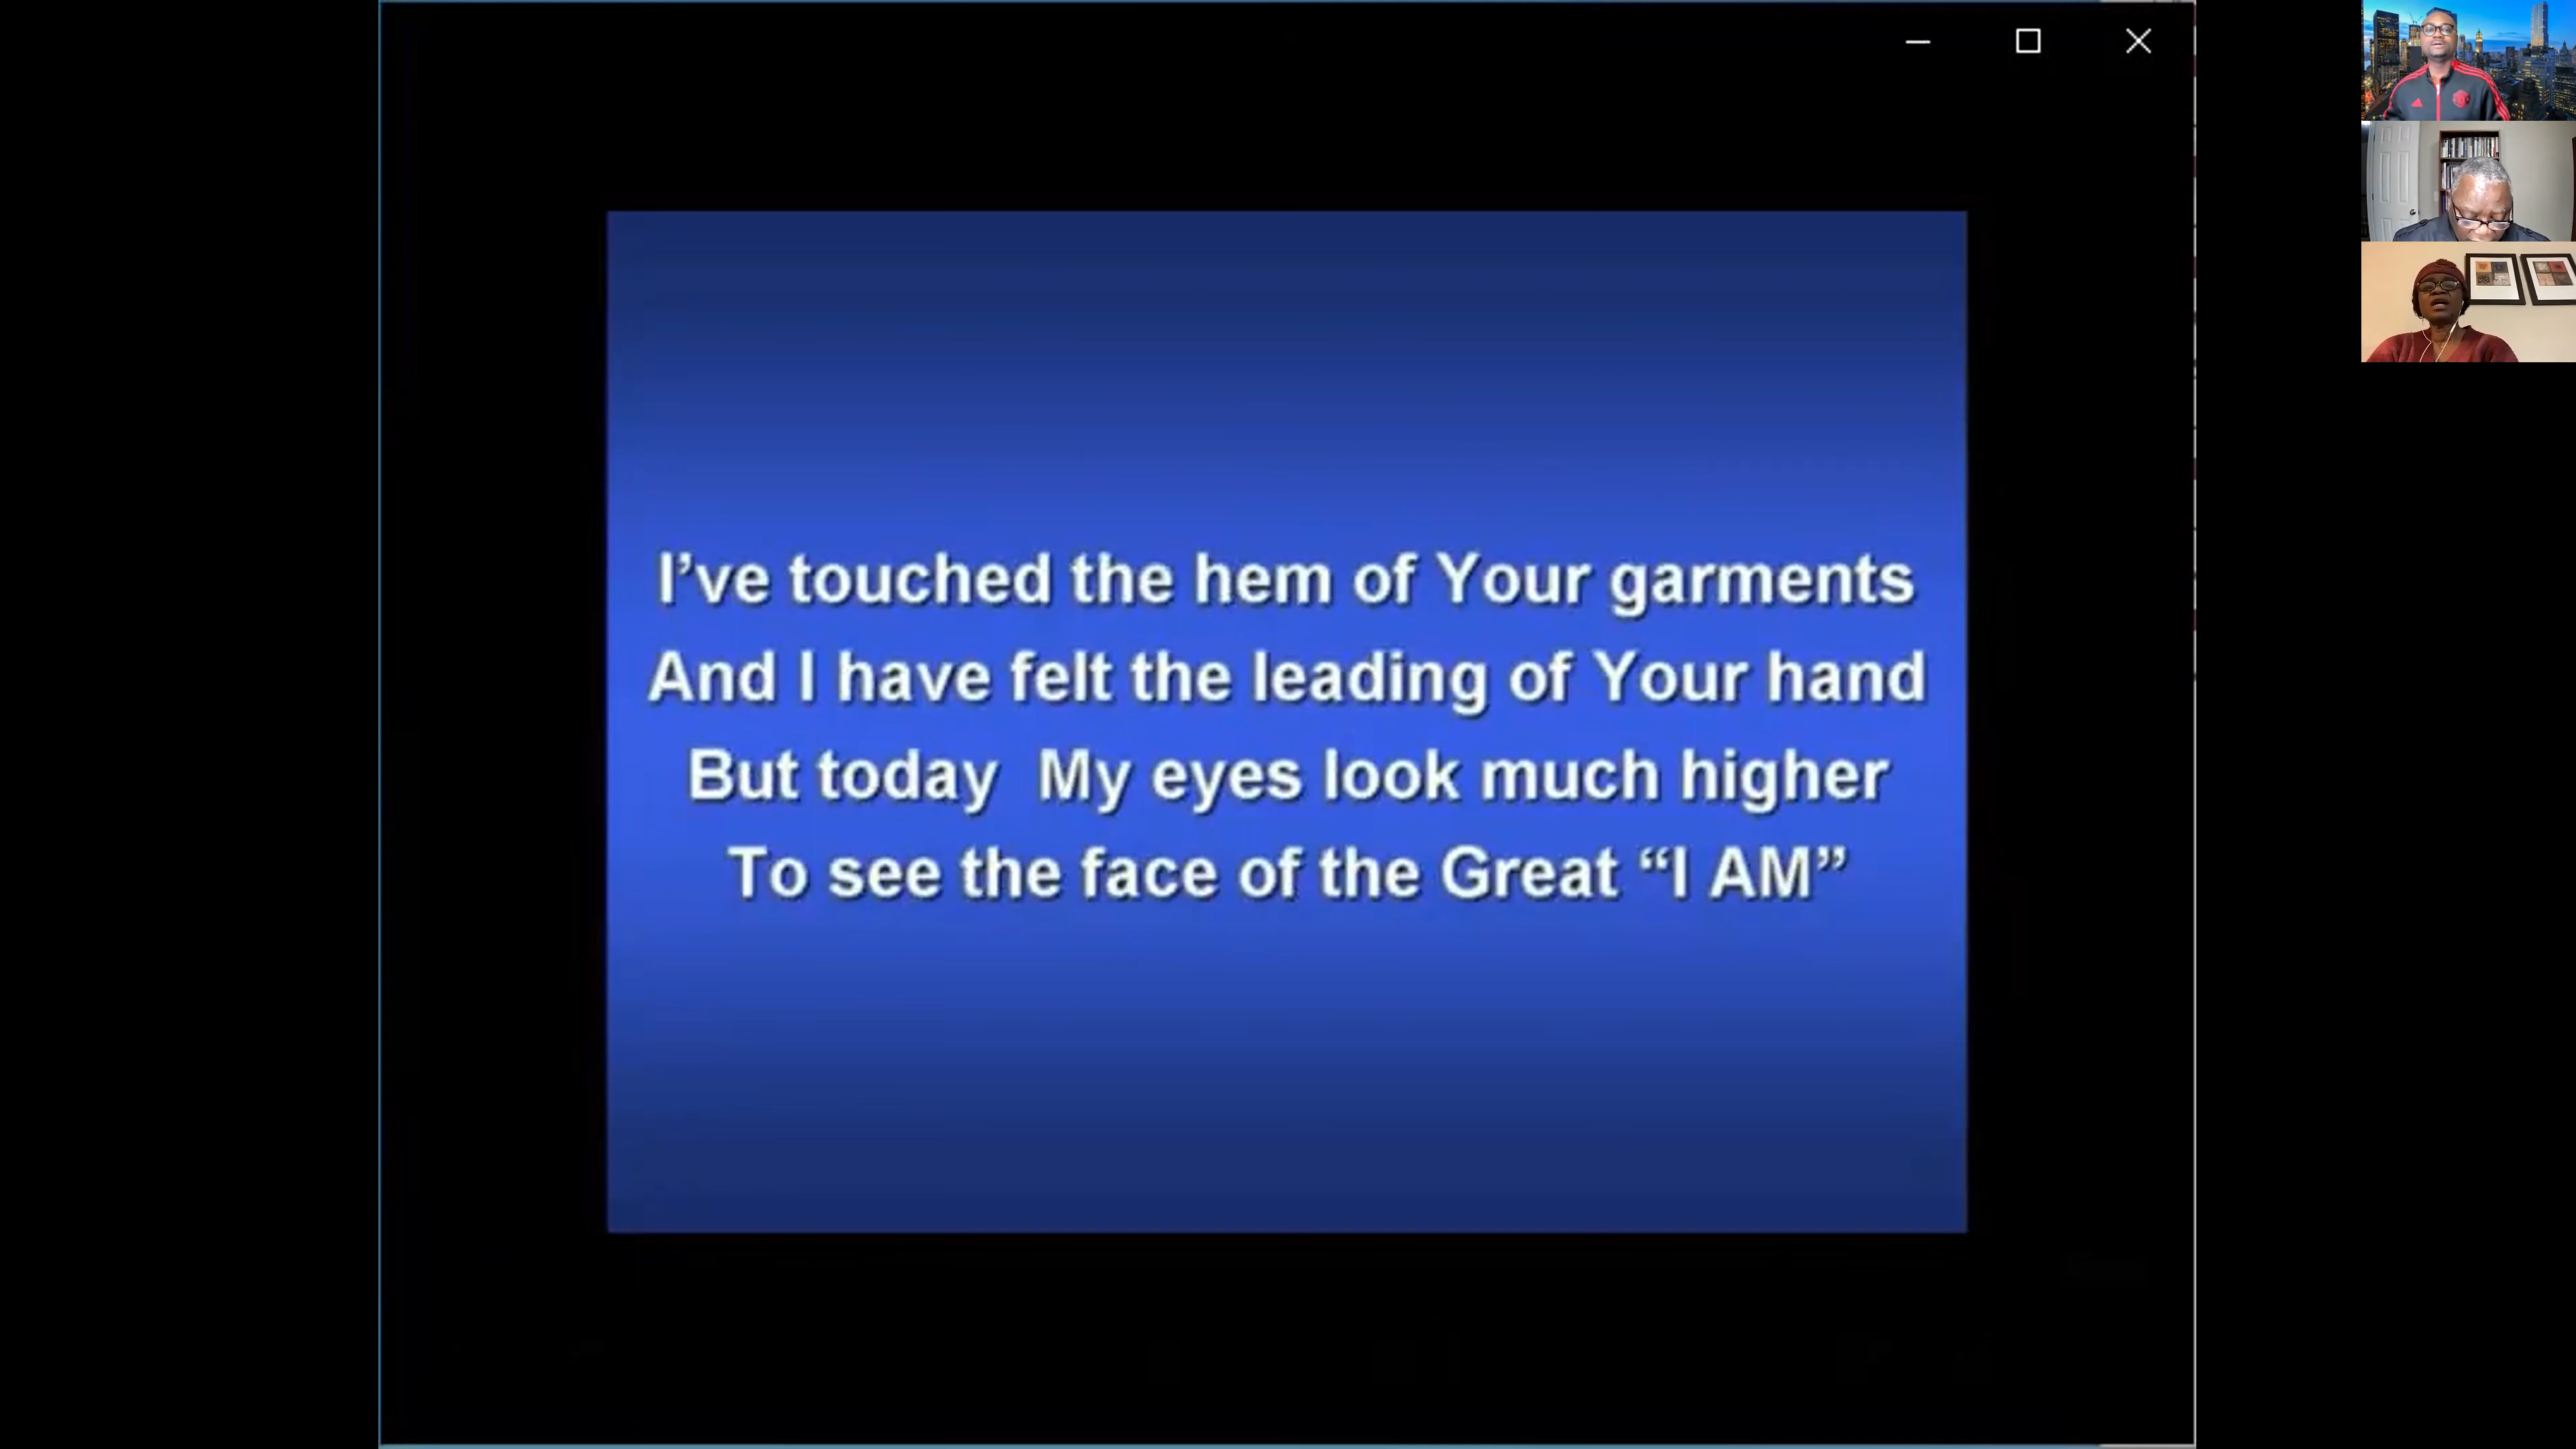 I’ve touched the hem of Your garments
And I have felt the leading of Your hand
But today  My eyes look much higher
To see the face of the Great “I AM”